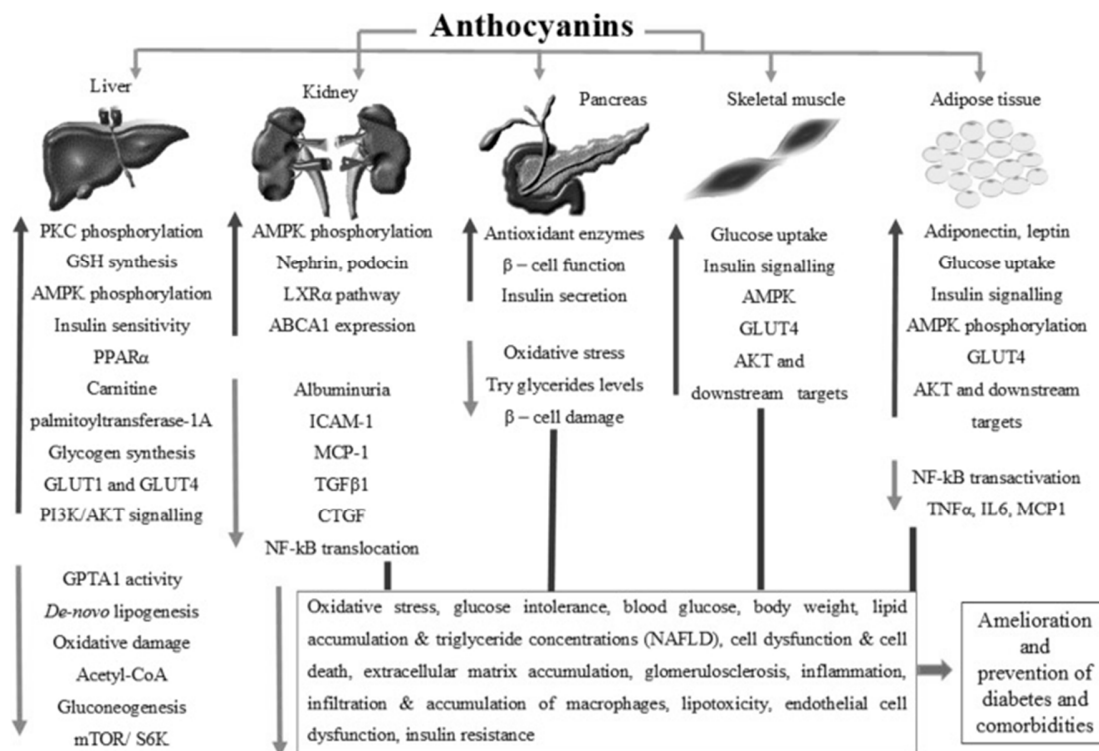 Anthocyanins
Liver
PKC phosphorylation
GSH synthesis
AMPK phosphorylation
Insulin sensitivity
PPARα
Carnitine
palmitoyltransferase-1A
Glycogen synthesis
GLUT1 and GLUT4
PI3K/AKT signalling
GPTA1 activity
De-novo lipogenesis
Oxidative damage
Acetyl-CoA
Gluconeogenesis
mTOR/ S6K
Kidney
AMPK phosphorylation
Nephrin, podocin
LXRα pathway
ABCA1 expression
Albuminuria
ICAM-1
MCP-1
TGFβ1
CTGF
NF-kB translocation
Pancreas
Antioxidant enzymes
β – cell function
Insulin secretion
Oxidative stress
Try glycerides levels
β – cell damage
Skeletal muscle
Glucose uptake
Insulin signalling
AMPK
GLUT4
AKT and
downstream targets
Adipose tissue
Adiponectin, leptin
Glucose uptake
Insulin signalling
AMPK phosphorylation
GLUT4
AKT and downstream
targets
NF-kB transactivation
TNFα, IL6, MCP1
Oxidative stress, glucose intolerance, blood glucose, body weight, lipid
accumulation & triglyceride concentrations (NAFLD), cell dysfunction & cell
death, extracellular matrix accumulation, glomerulosclerosis, inflammation,
infiltration & accumulation of macrophages, lipotoxicity, endothelial cell
dysfunction, insulin resistance
Amelioration
and
prevention of
diabetes and
comorbidities